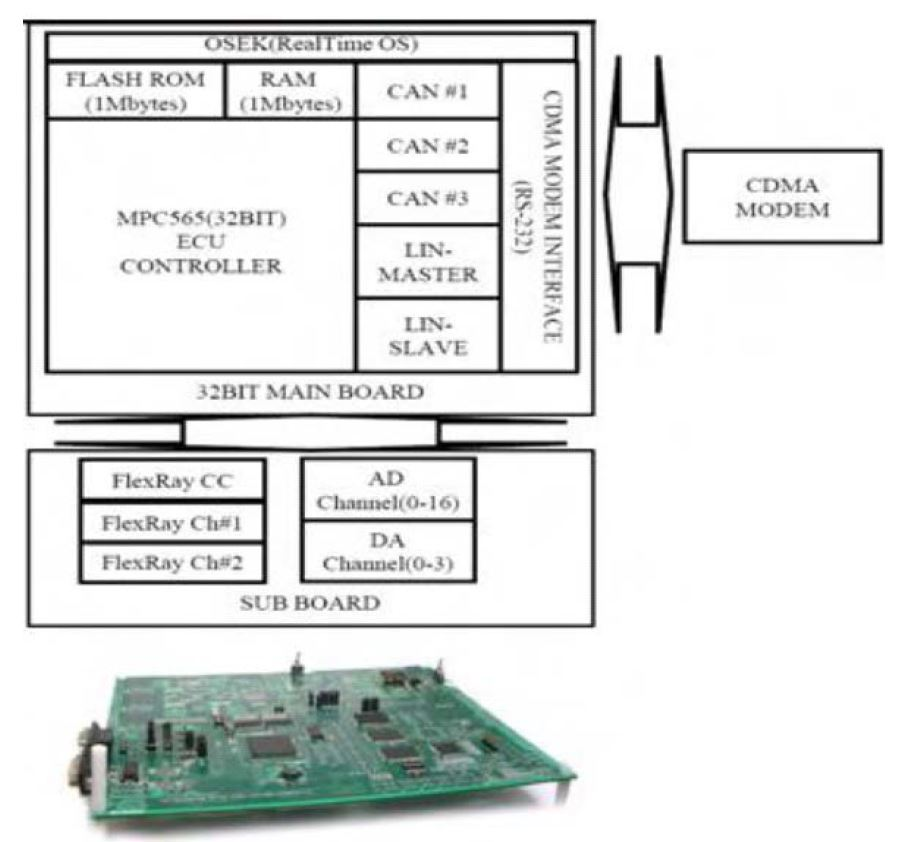 OSEK(RealTime OS)
FLASH ROM
(1Mbytes)
RAM
(1Mbytes)
CAN #1
CAN #2
CAN #3
LIN-
MASTER
LIN-
SLAVE
MPC565(32BIT)
ECU
CONTROLLER
CDMA MODEM INTERFACE
(RS-232)
32BIT MAIN BOARD
CDMA
MODEM
FlexRay CC
FlexRay Ch#1
FlexRay Ch#2
AD
Channel(0-16)
DA
Channel(0-3)
SUB BOARD